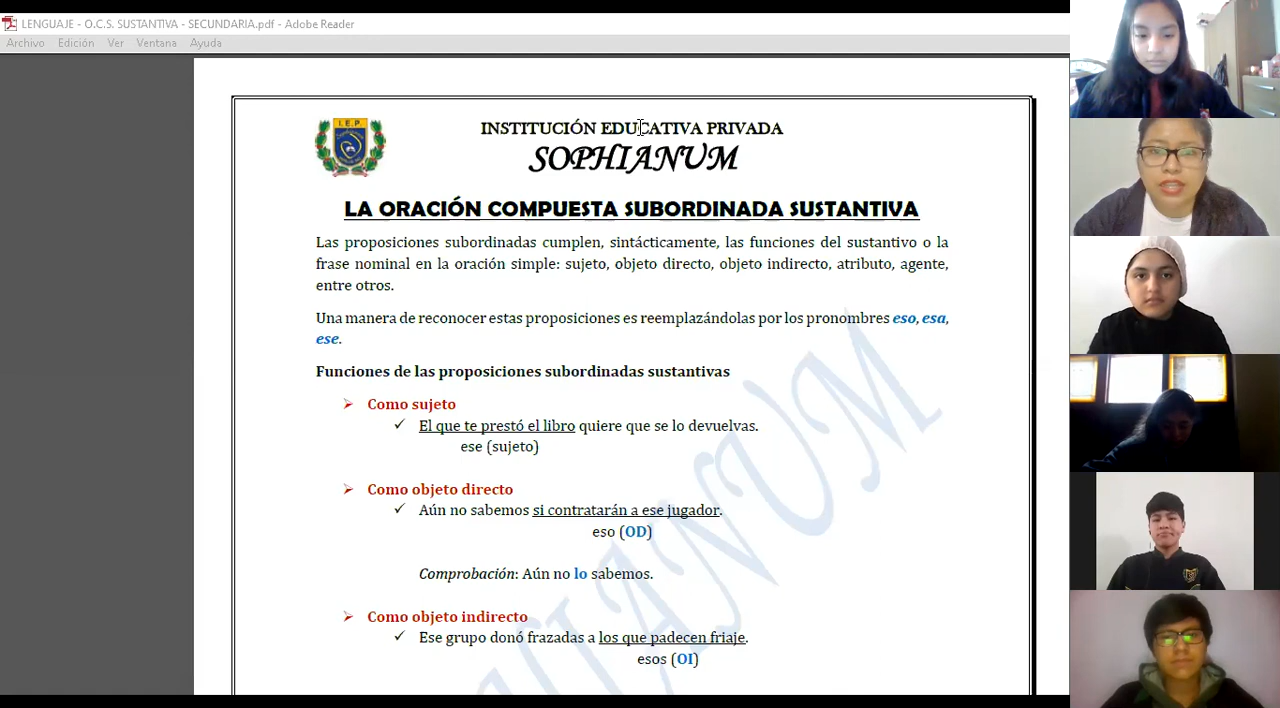 LENGUAJE - O.C.S. SUSTANTIVA - SECUNDARIA.pdf - Adobe Reader
Archivo Edición Ver Ventana Ayuda
I.E.P.
INSTITUCIÓN EDUCATIVA PRIVADA
SOPHIANUM
LA ORACIÓN COMPUESTA SUBORDINADA SUSTANTIVA
Las proposiciones subordinadas cumplen, sintácticamente, las funciones del sustantivo o la
frase nominal en la oración simple: sujeto, objeto directo, objeto indirecto, atributo, agente,
entre otros.
Una manera de reconocer estas proposiciones es reemplazándolas por los pronombres eso, esa,
ese.
Funciones de las proposiciones subordinadas sustantivas
➢ Como sujeto
✓ El que te prestó el libro quiere que se lo devuelvas.
ese (sujeto)
➢ Como objeto directo
✓ Aún no sabemos si contratarán a ese jugador.
eso (OD)
Comprobación: Aún no lo sabemos.
➢ Como objeto indirecto
✓ Ese grupo donó frazadas a los que padecen friaje.
esos (OI)